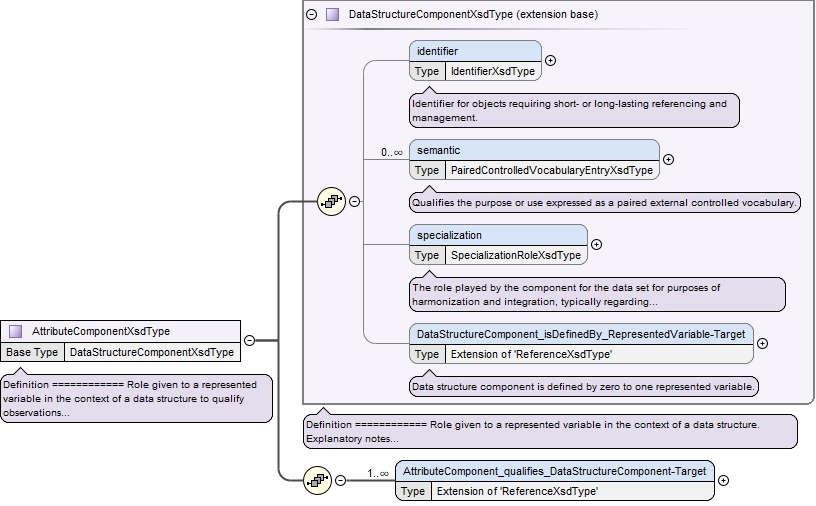 DataStructureComponentXsdType (extension base)
identifier
Type IdentifierXsdType
Identifier for objects requiring short- or long-lasting referencing and
management.
0..∞
semantic
Type PairedControlledVocabularyEntryXsdType
Qualifies the purpose or use expressed as a paired external controlled vocabulary.
specialization
Type SpecializationRoleXsdType
The role played by the component for the data set for purposes of
harmonization and integration, typically regarding...
DataStructureComponent_isDefinedBy_RepresentedVariable-Target
Type Extension of 'ReferenceXsdType'
Data structure component is defined by zero to one represented variable.
AttributeComponentXsdType
Base Type DataStructureComponentXsdType
Definition ============ Role given to a represented
variable in the context of a data structure to qualify
observations...
Definition ============ Role given to a represented variable in the context of a data structure.
Explanatory notes...
1..∞
AttributeComponent_qualifies_DataStructureComponent-Target
Type Extension of 'ReferenceXsdType'